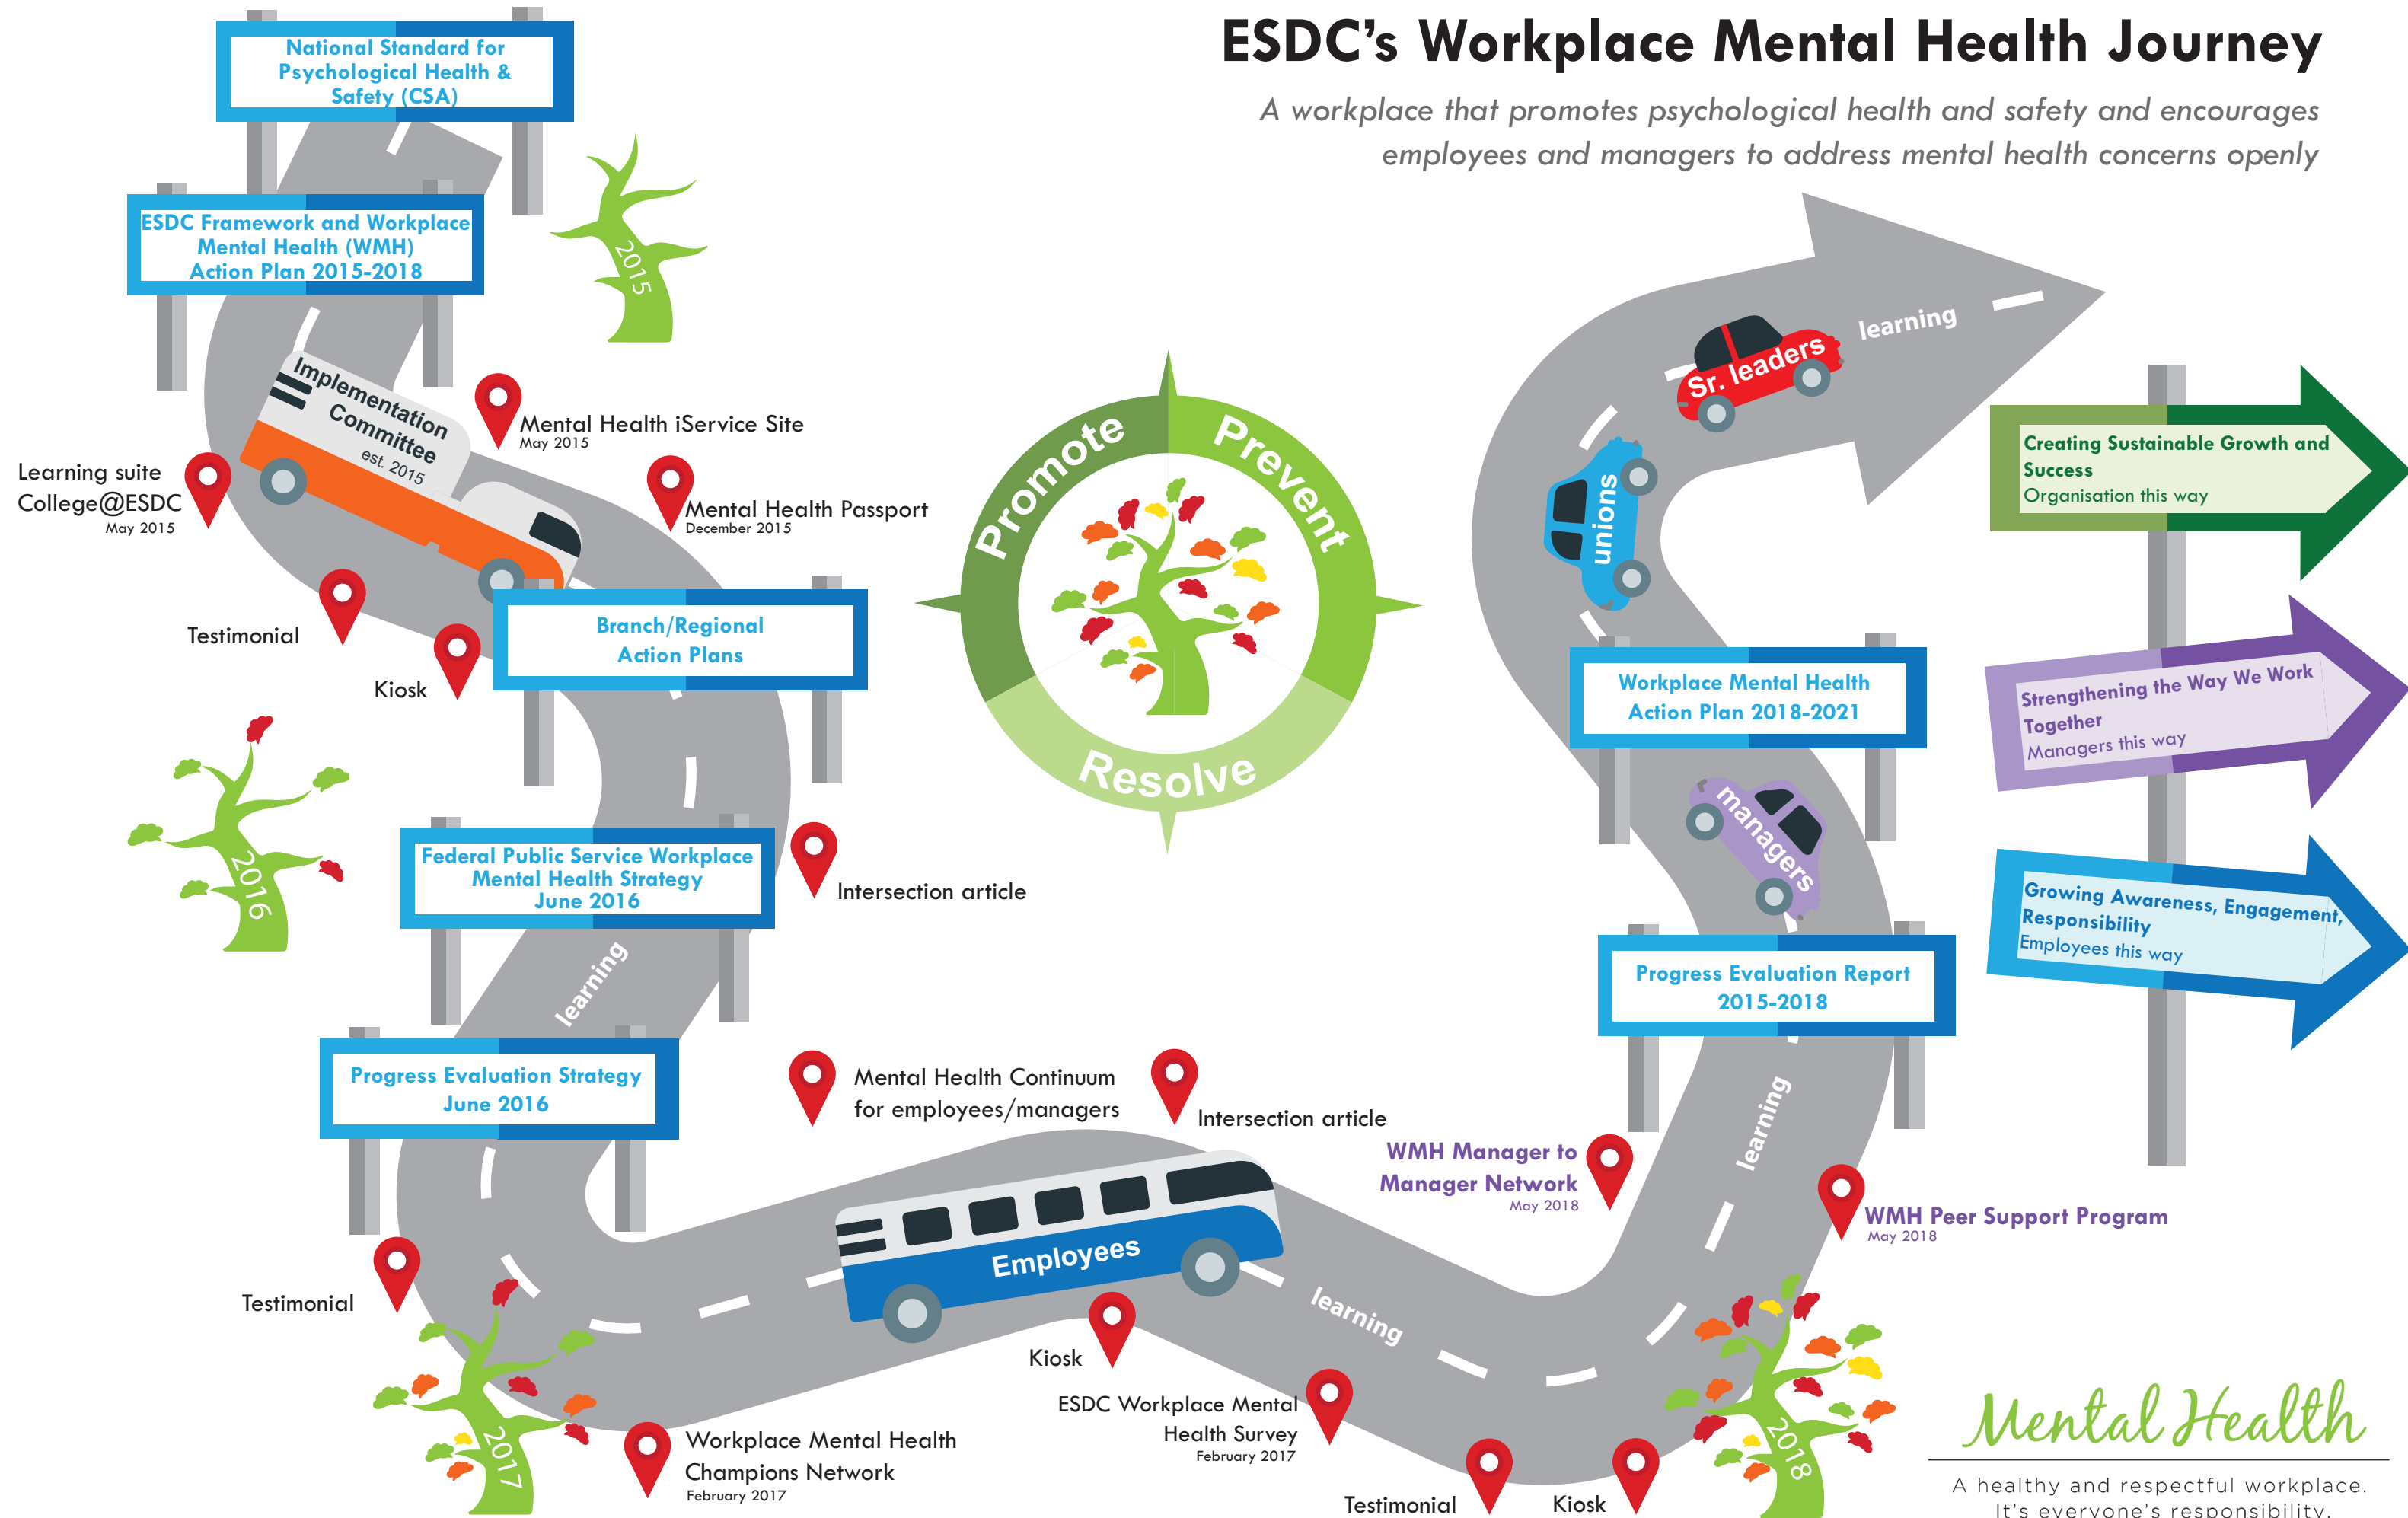 ESDC's Workplace Mental Health Journey
A workplace that promotes psychological health and safety and encourages
employees and managers to address mental health concerns openly
National Standard for
Psychological Health &
Safety (CSA)
ESDC Framework and Workplace
Mental Health (WMH)
Action Plan 2015-2018
2015
Implementation
Committee
est. 2015
Mental Health iService Site
May 2015
Learning suite
College@ESDC
May 2015
Mental Health Passport
December 2015
Testimonial
Kiosk
Branch/Regional
Action Plans
2016
Federal Public Service Workplace
Mental Health Strategy
June 2016
Intersection article
learning
Progress Evaluation Strategy
June 2016
Testimonial
2017
Workplace Mental Health
Champions Network
February 2017
Mental Health Continuum
for employees/managers
Intersection article
Employees
Kiosk
learning
ESDC Workplace Mental
Health Survey
February 2017
Testimonial
Kiosk
2018
WMH Manager to
Manager Network
May 2018
WMH Peer Support Program
May 2018
learning
Progress Evaluation Report
2015-2018
managers
Workplace Mental Health
Action Plan 2018-2021
unions
Sr. leaders
learning
Promote
Prevent
Resolve
Creating Sustainable Growth and
Success
Organisation this way
Strengthening the Way We Work
Together
Managers this way
Growing Awareness, Engagement,
Responsibility
Employees this way
Mental Health
A healthy and respectful workplace.
It's everyone's responsibility.